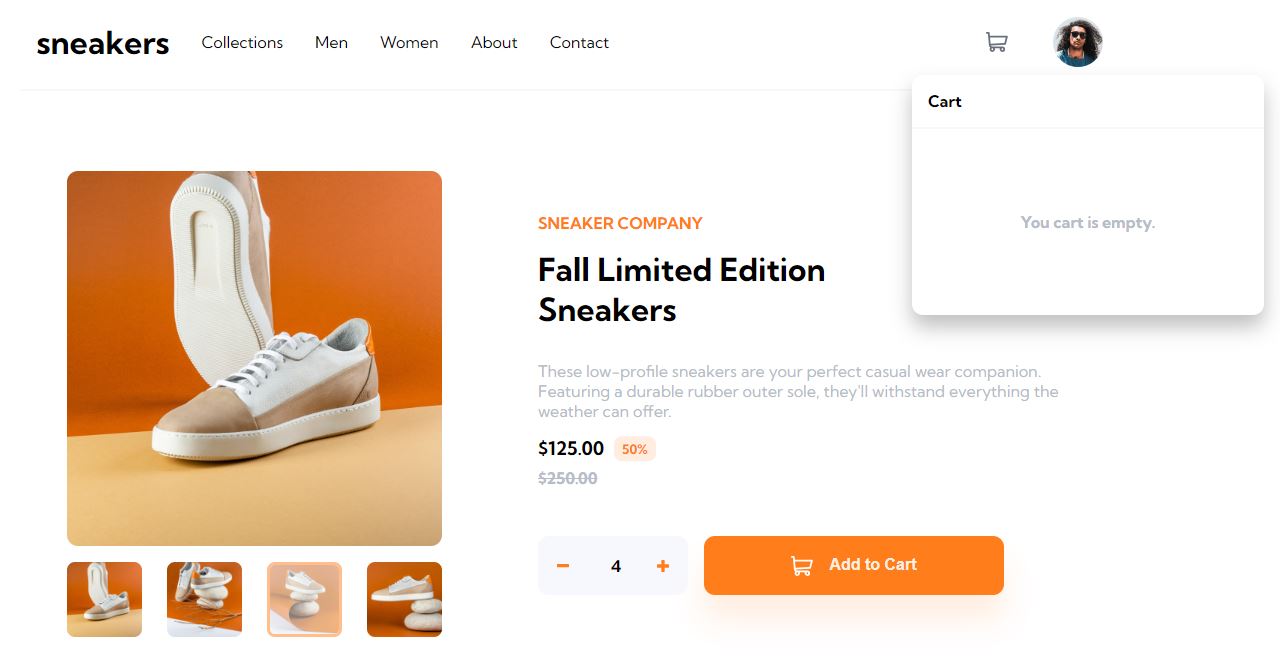 sneakers Collections Men Women About Contact
Cart
You cart is empty.
SNEAKER COMPANY
Fall Limited Edition
Sneakers
These low-profile sneakers are your perfect casual wear companion.
Featuring a durable rubber outer sole, they'll withstand everything the
weather can offer.
$125.00 50%
$250.00
4 Add to Cart